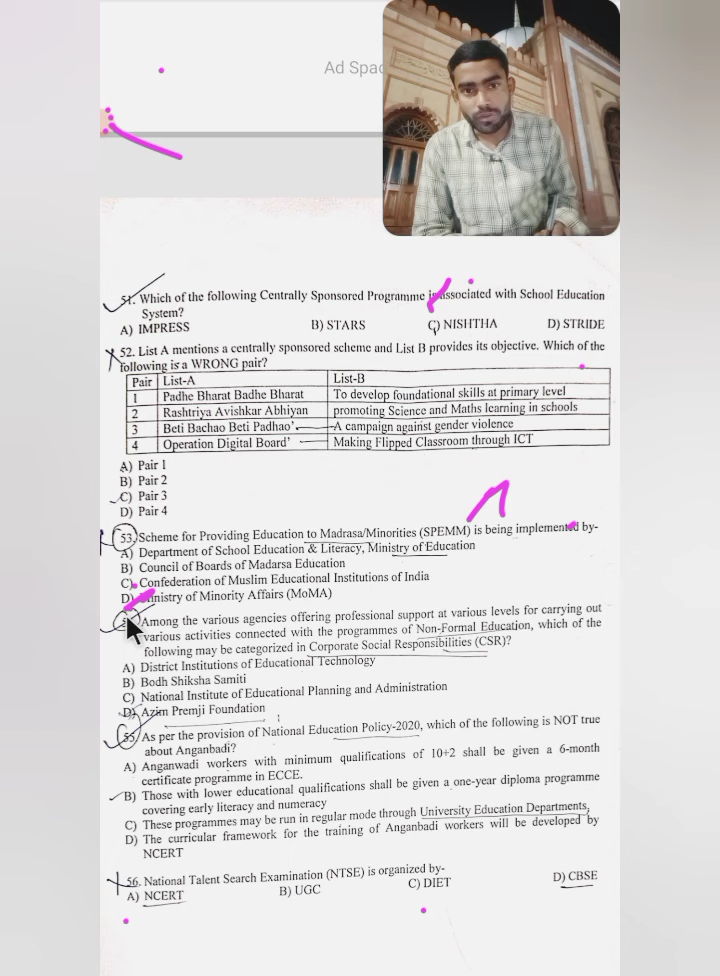 Ad Spac
51. Which of the following Centrally Sponsored Programme is associated with School Education
System?
A) IMPRESS B) STARS C) NISHTHA D) STRIDE
52. List A mentions a centrally sponsored scheme and List B provides its objective. Which of the
following is a WRONG pair?
Pair List-A List-B
1 Padhe Bharat Badhe Bharat To develop foundational skills at primary level
2 Rashtriya Avishkar Abhiyan promoting Science and Maths learning in schools
3 Beti Bachao Beti Padhao' A campaign against gender violence
4 Operation Digital Board' Making Flipped Classroom through ICT
A) Pair 1
B) Pair 2
C) Pair 3
D) Pair 4
53. Scheme for Providing Education to Madrasa/Minorities (SPEMM) is being implemented by-
A) Department of School Education & Literacy, Ministry of Education
B) Council of Boards of Madarsa Education
C) Confederation of Muslim Educational Institutions of India
D) Ministry of Minority Affairs (MoMA)
Among the various agencies offering professional support at various levels for carrying out
various activities connected with the programmes of Non-Formal Education, which of the
following may be categorized in Corporate Social Responsibilities (CSR)?
A) District Institutions of Educational Technology
B) Bodh Shiksha Samiti
C) National Institute of Educational Planning and Administration
D) Azim Premji Foundation
55. As per the provision of National Education Policy-2020, which of the following is NOT true
about Anganbadi?
A) Anganwadi workers with minimum qualifications of 10+2 shall be given a 6-month
certificate programme in ECCE.
B) Those with lower educational qualifications shall be given a one-year diploma programme
covering early literacy and numeracy
C) These programmes may be run in regular mode through University Education Departments,
D) The curricular framework for the training of Anganbadi workers will be developed by
NCERT
56. National Talent Search Examination (NTSE) is organized by-
A) NCERT B) UGC C) DIET D) CBSE